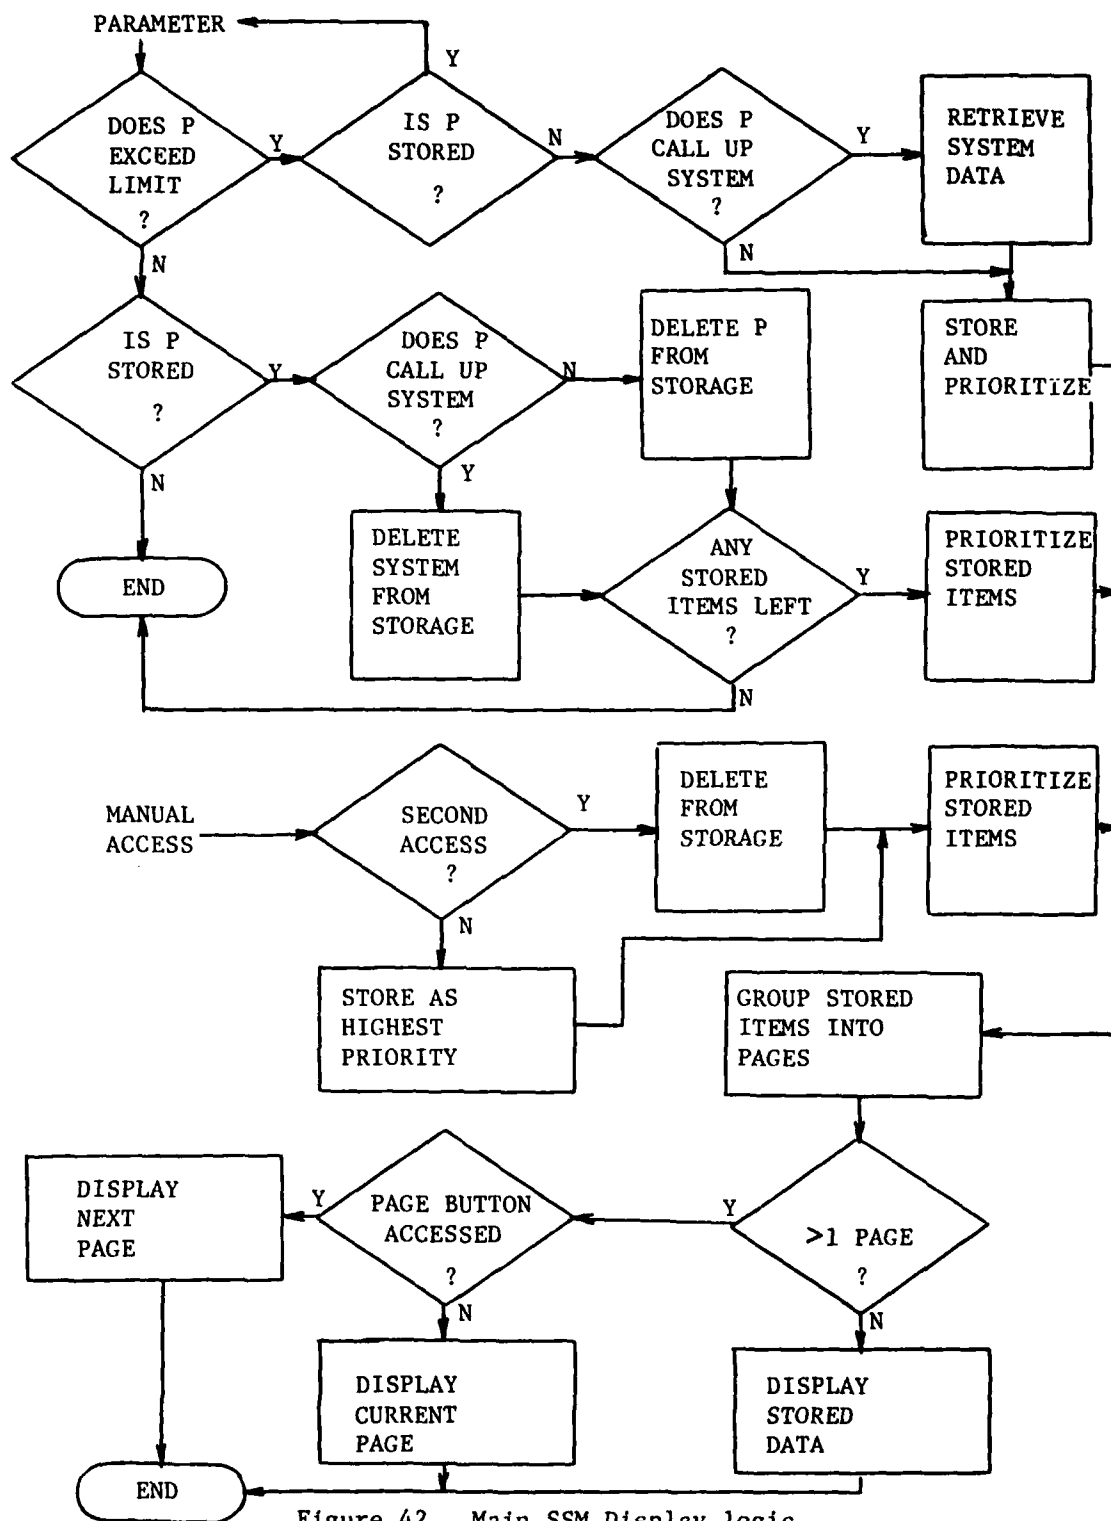 PARAMETER
Y
DOES P
EXCEED
LIMIT
?
Y
IS P
STORED
?
N
DOES P
CALL UP
SYSTEM
?
Y
RETRIEVE
SYSTEM
DATA
N
N
IS P
STORED
?
Y
DOES P
CALL UP
SYSTEM
?
N
DELETE P
FROM
STORAGE
STORE
AND
PRIORITIZE
N
Y
END
DELETE
SYSTEM
FROM
STORAGE
ANY
STORED
ITEMS LEFT
?
Y
PRIORITIZE
STORED
ITEMS
N
MANUAL
ACCESS
SECOND
ACCESS
?
Y
DELETE
FROM
STORAGE
PRIORITIZE
STORED
ITEMS
N
STORE AS
HIGHEST
PRIORITY
GROUP STORED
ITEMS INTO
PAGES
DISPLAY
NEXT
PAGE
Y
PAGE BUTTON
ACCESSED
?
Y
>1 PAGE
?
N
N
DISPLAY
CURRENT
PAGE
DISPLAY
STORED
DATA
END
Figure 42. Main SSM Display logic